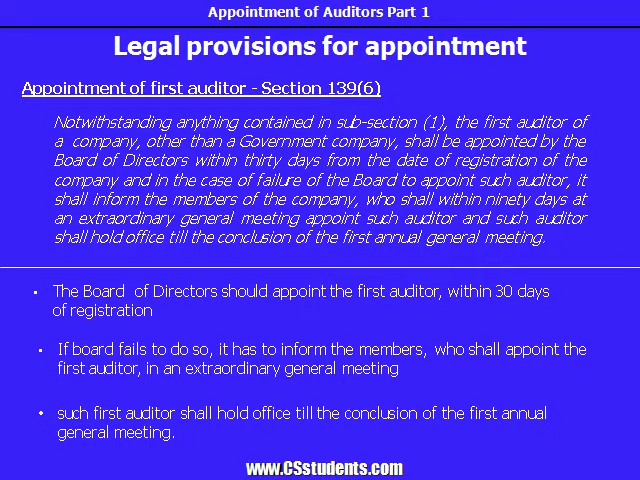 Appointment of Auditors Part 1
Legal provisions for appointment
Appointment of first auditor - Section 139(6)
Notwithstanding anything contained in sub-section (1), the first auditor of
a company, other than a Government company, shall be appointed by the
Board of Directors within thirty days from the date of registration of the
company and in the case of failure of the Board to appoint such auditor, it
shall inform the members of the company, who shall within ninety days at
an extraordinary general meeting appoint such auditor and such auditor
shall hold office till the conclusion of the first annual general meeting.
• The Board of Directors should appoint the first auditor, within 30 days
of registration
• If board fails to do so, it has to inform the members, who shall appoint the
first auditor, in an extraordinary general meeting
• such first auditor shall hold office till the conclusion of the first annual
general meeting.
www.CSstudents.com